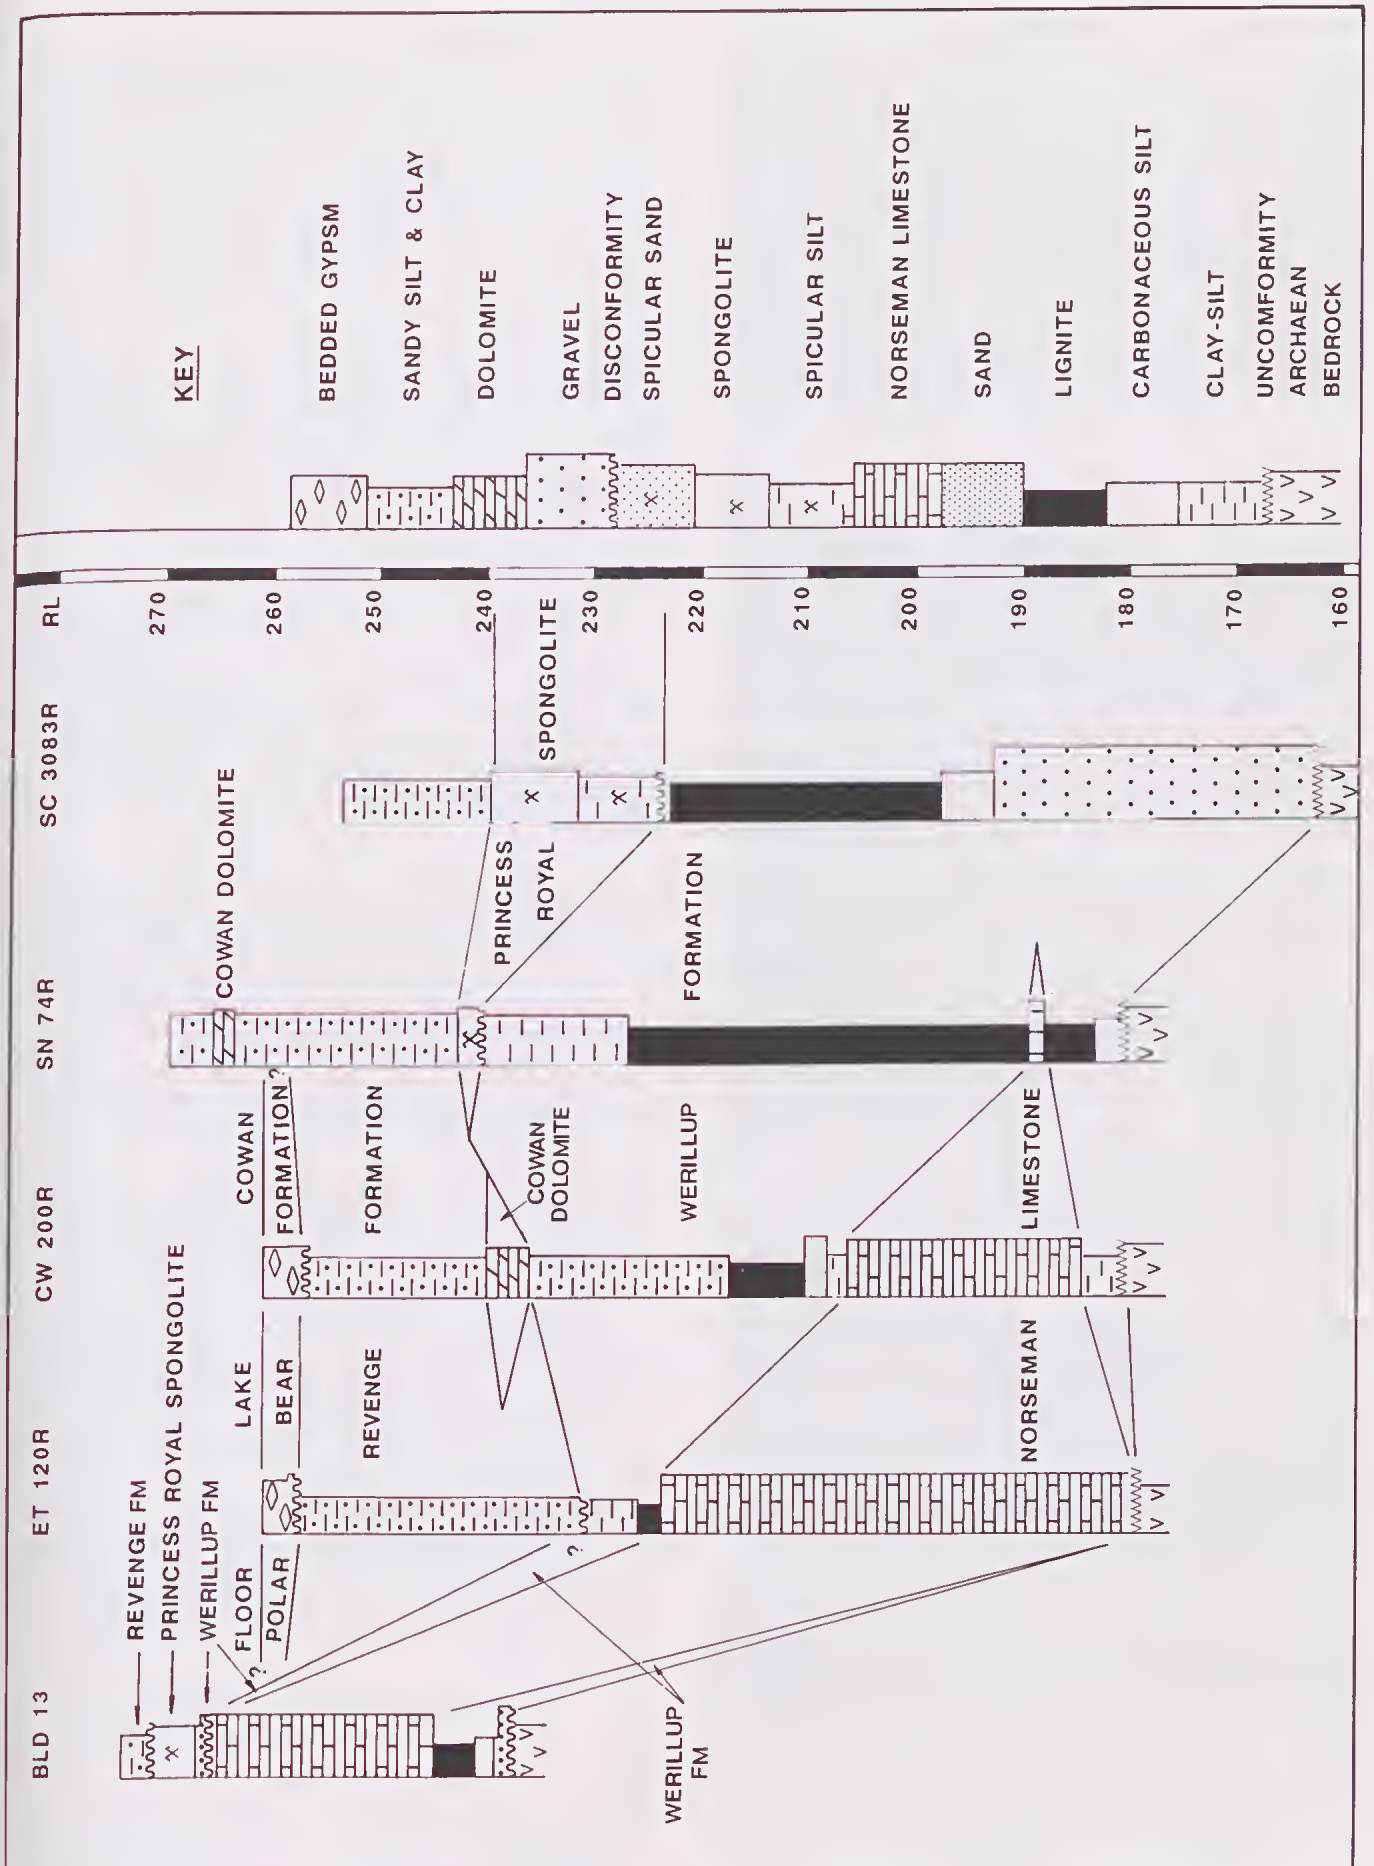 BLD 13
ET 120R
CW 200R
SN 74R
SC 3083R
RL
REVENGE FM
PRINCESS ROYAL SPONGOLITE
WERILLUP FM
COWAN DOLOMITE
FLOOR
LAKE
COWAN
POLAR
BEAR
FORMATION?
?
REVENGE
FORMATION
PRINCESS
ROYAL
SPONGOLITE
COWAN
DOLOMITE
?
WERILLUP
FORMATION
WERILLUP
FM
NORSEMAN
LIMESTONE
270
260
250
240
230
220
210
200
190
180
170
160
KEY
BEDDED GYPSM
SANDY SILT & CLAY
DOLOMITE
GRAVEL
DISCONFORMITY
SPICULAR SAND
SPONGOLITE
SPICULAR SILT
NORSEMAN LIMESTONE
SAND
LIGNITE
CARBONACEOUS SILT
CLAY-SILT
UNCOMFORMITY
ARCHAEAN
BEDROCK